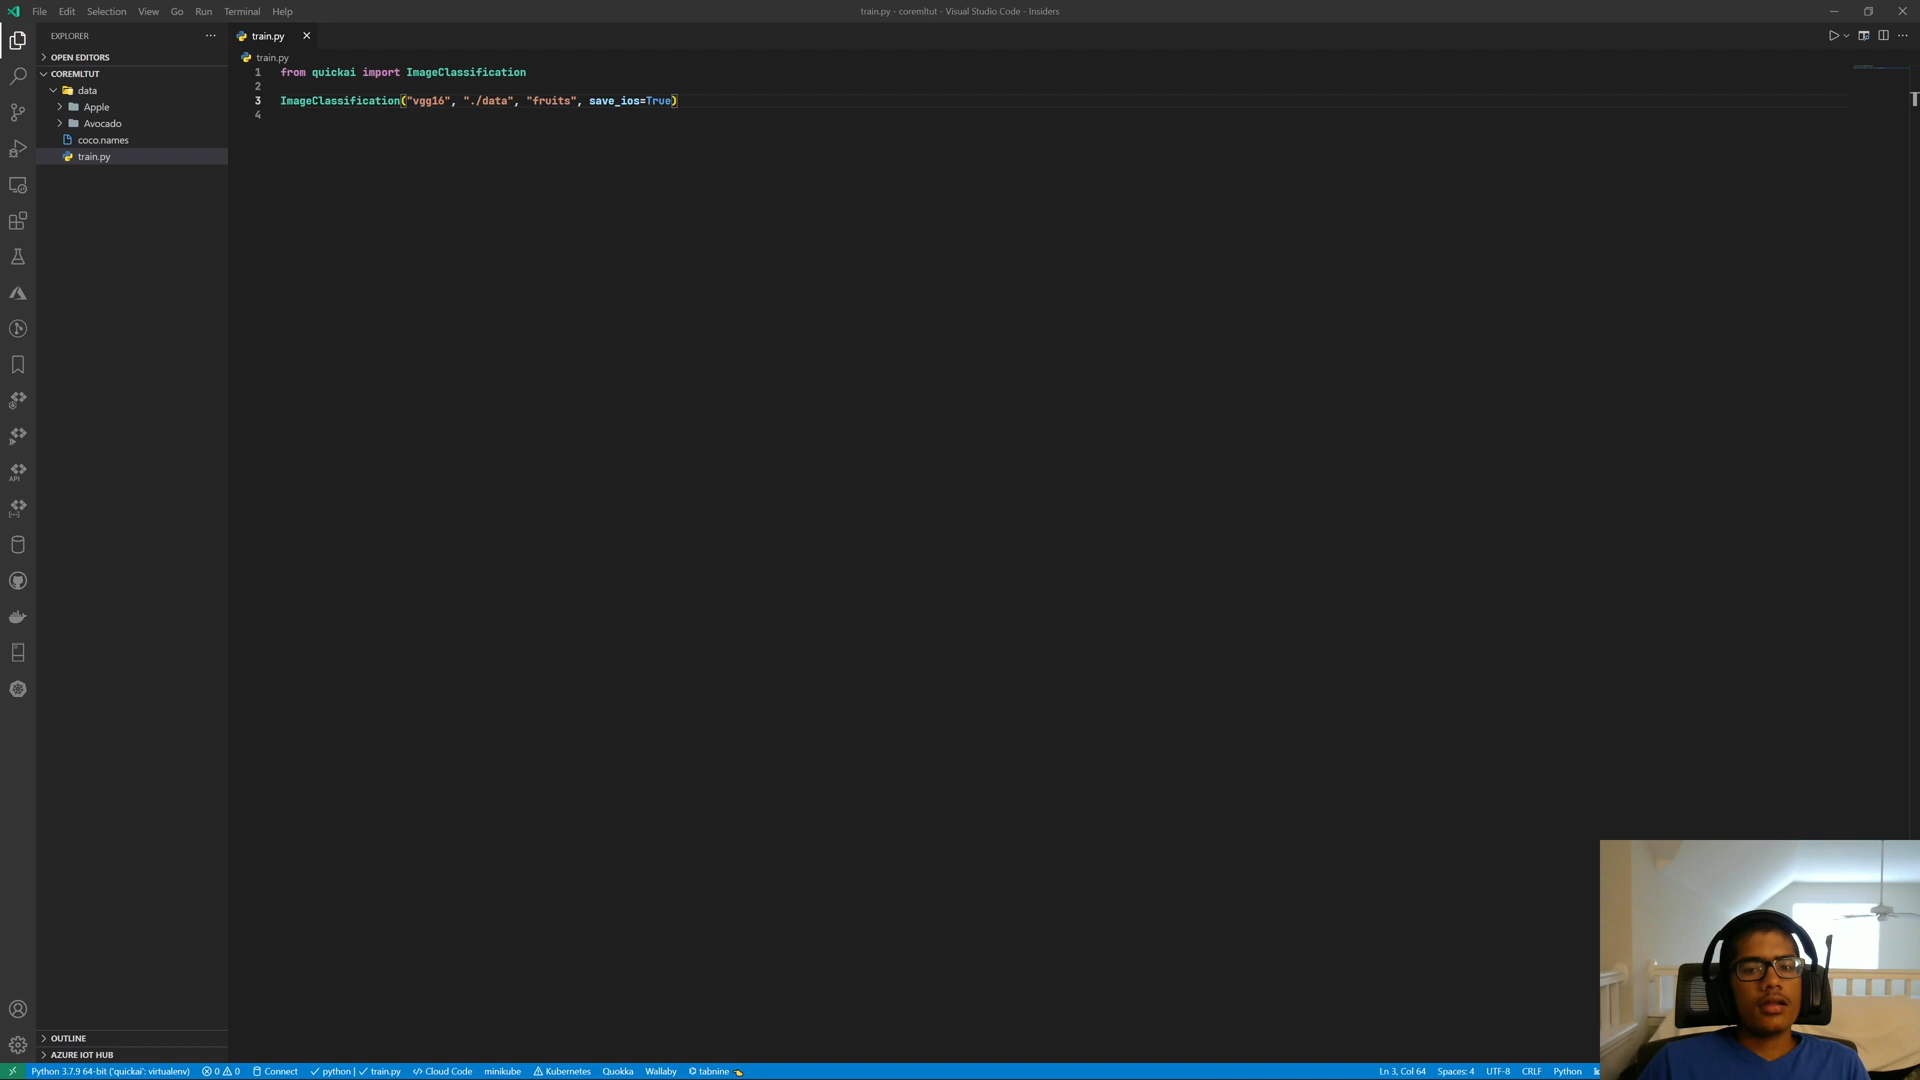 File Edit Selection View Go Run Terminal Help
train.py - coremltut - Visual Studio Code - Insiders
EXPLORER
OPEN EDITORS
COREMLTUT
data
Apple
Avocado
coco.names
train.py
OUTLINE
AZURE IOT HUB
train.py
train.py
1 from quickai import ImageClassification
2
3 ImageClassification("vgg16", "./data", "fruits", save_ios=True)
4
API
Python 3.7.9 64-bit ('quickai': virtualenv) 0 0 Connect python | train.py Cloud Code minikube Kubernetes Quokka Wallaby tabnine Ln 3, Col 64 Spaces: 4 UTF-8 CRLF Python